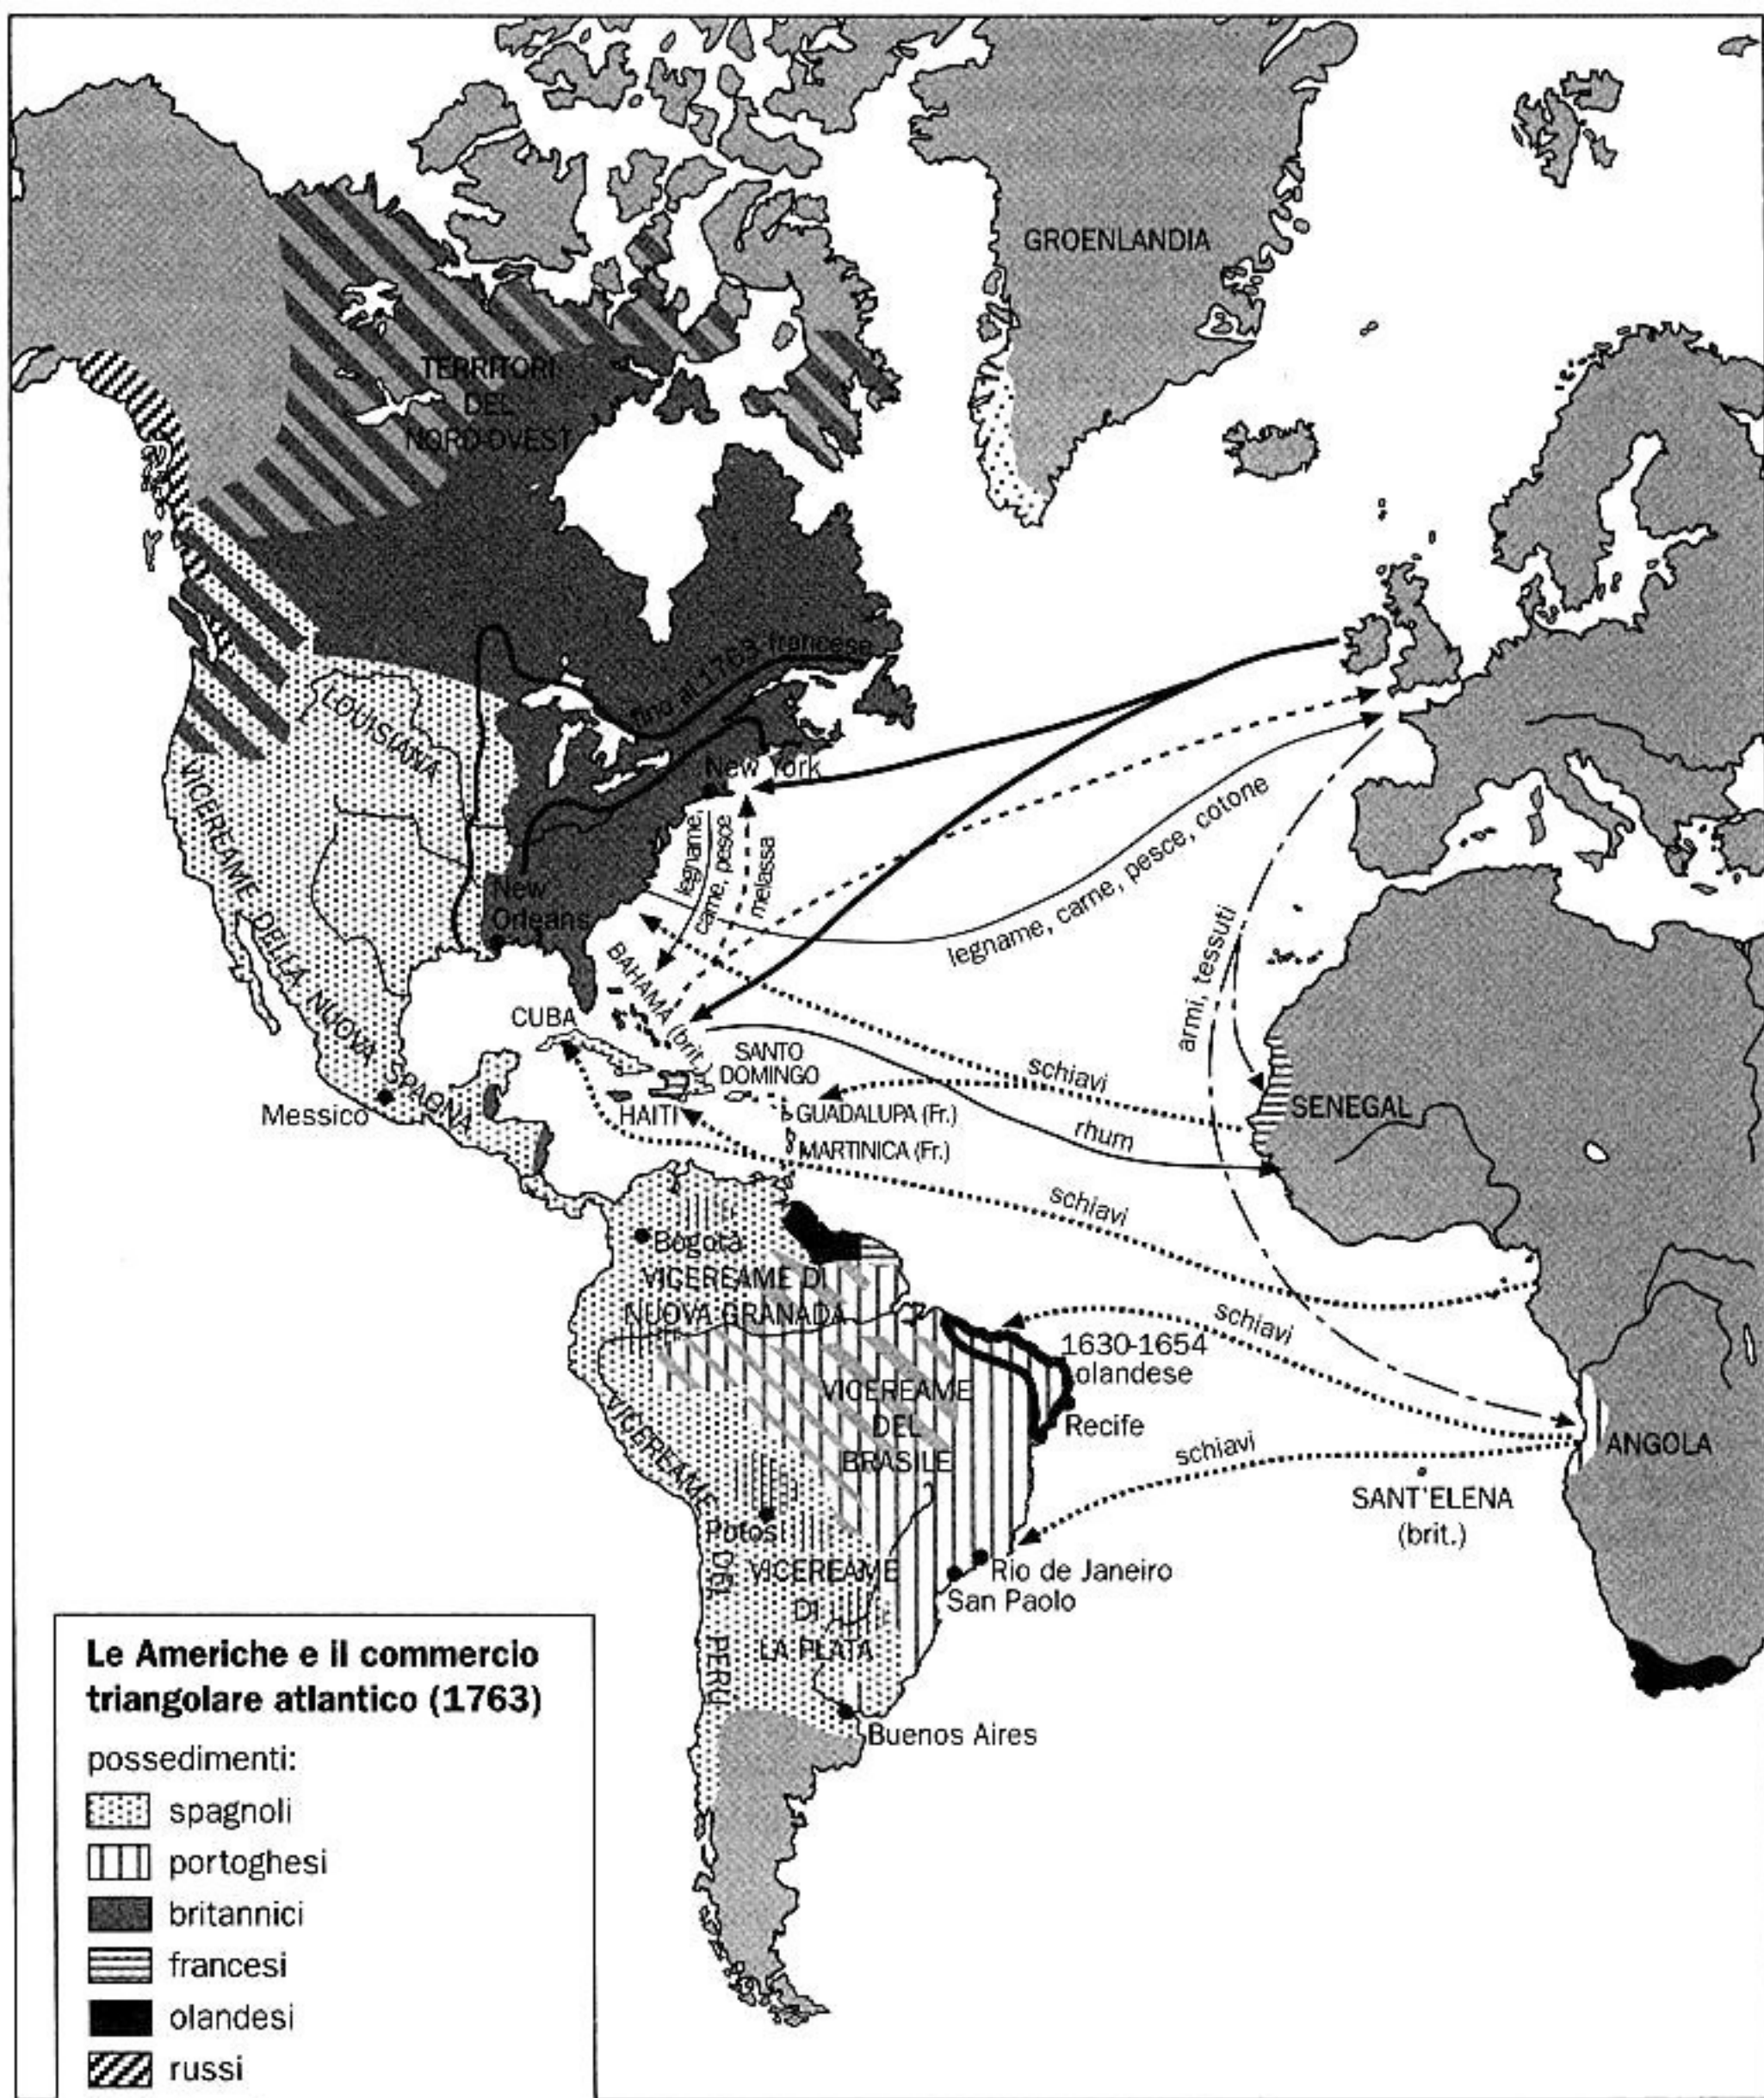 GROENLANDIA
TERRITORI
DEL
NORD-OVEST
fino al 1763 francese
LOUISIANA
New York
legname,
carne, pesce
melassa
legname, carne, pesce, cotone
New
Orleans
VICEREAME DELLA NUOVA SPAGNA
BAHAMA (brit.)
armi, tessuti
CUBA
SANTO
DOMINGO
schiavi
Messico
HAITI
GUADALUPA (Fr.)
SENEGAL
MARTINICA (Fr.)
rhum
schiavi
Bogotà
VICEREAME DI
NUOVA GRANADA
schiavi
1630-1654
olandese
VICEREAME
DEL
BRASILE
Recife
VICEREAME DEL PERÙ
schiavi
ANGOLA
SANT'ELENA
(brit.)
Potosí
VICEREAME
DI
LA PLATA
Rio de Janeiro
San Paolo
Buenos Aires
Le Americhe e il commercio
triangolare atlantico (1763)
possedimenti:
spagnoli
portoghesi
britannici
francesi
olandesi
russi